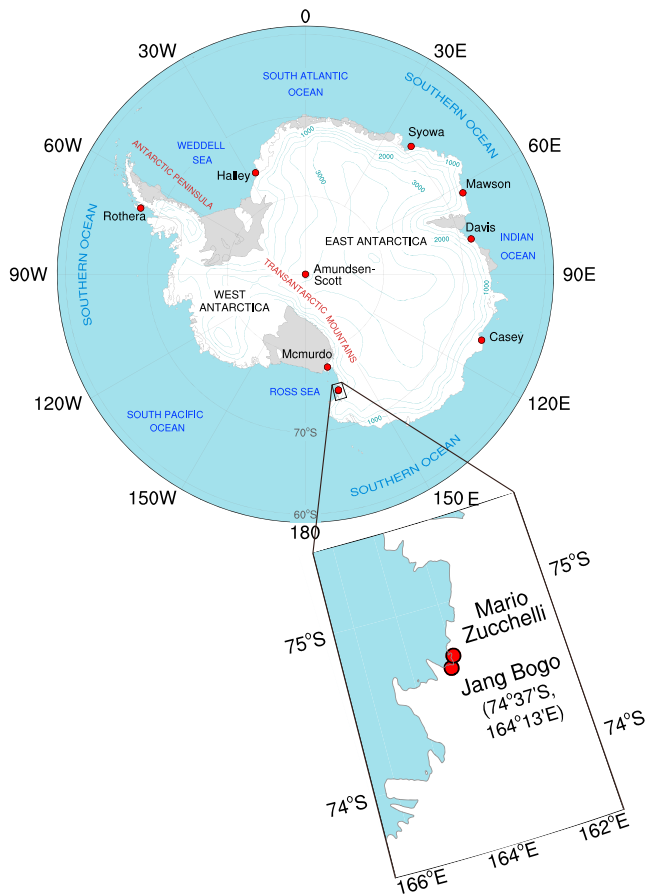 0
30W
30E
SOUTH ATLANTIC
OCEAN
SOUTHERN OCEAN
60W
60E
WEDDELL
SEA
ANTARCTIC PENINSULA
Halley
Syowa
Mawson
Rothera
Davis
1000
2000
1000
3000
3000
2000
1000
1000
EAST ANTARCTICA
INDIAN
OCEAN
SOUTHERN OCEAN
90W
90E
Amundsen-
Scott
WEST
ANTARCTICA
TRANSANTARCTIC MOUNTAINS
Casey
Mcmurdo
ROSS SEA
120W
120E
SOUTH PACIFIC
OCEAN
70°S
SOUTHERN OCEAN
150W
150E
60°S
180
75°S
75°S
Mario
Zucchelli
Jang Bogo
(74°37'S,
164°13'E)
74°S
74°S
166°E
164°E
162°E